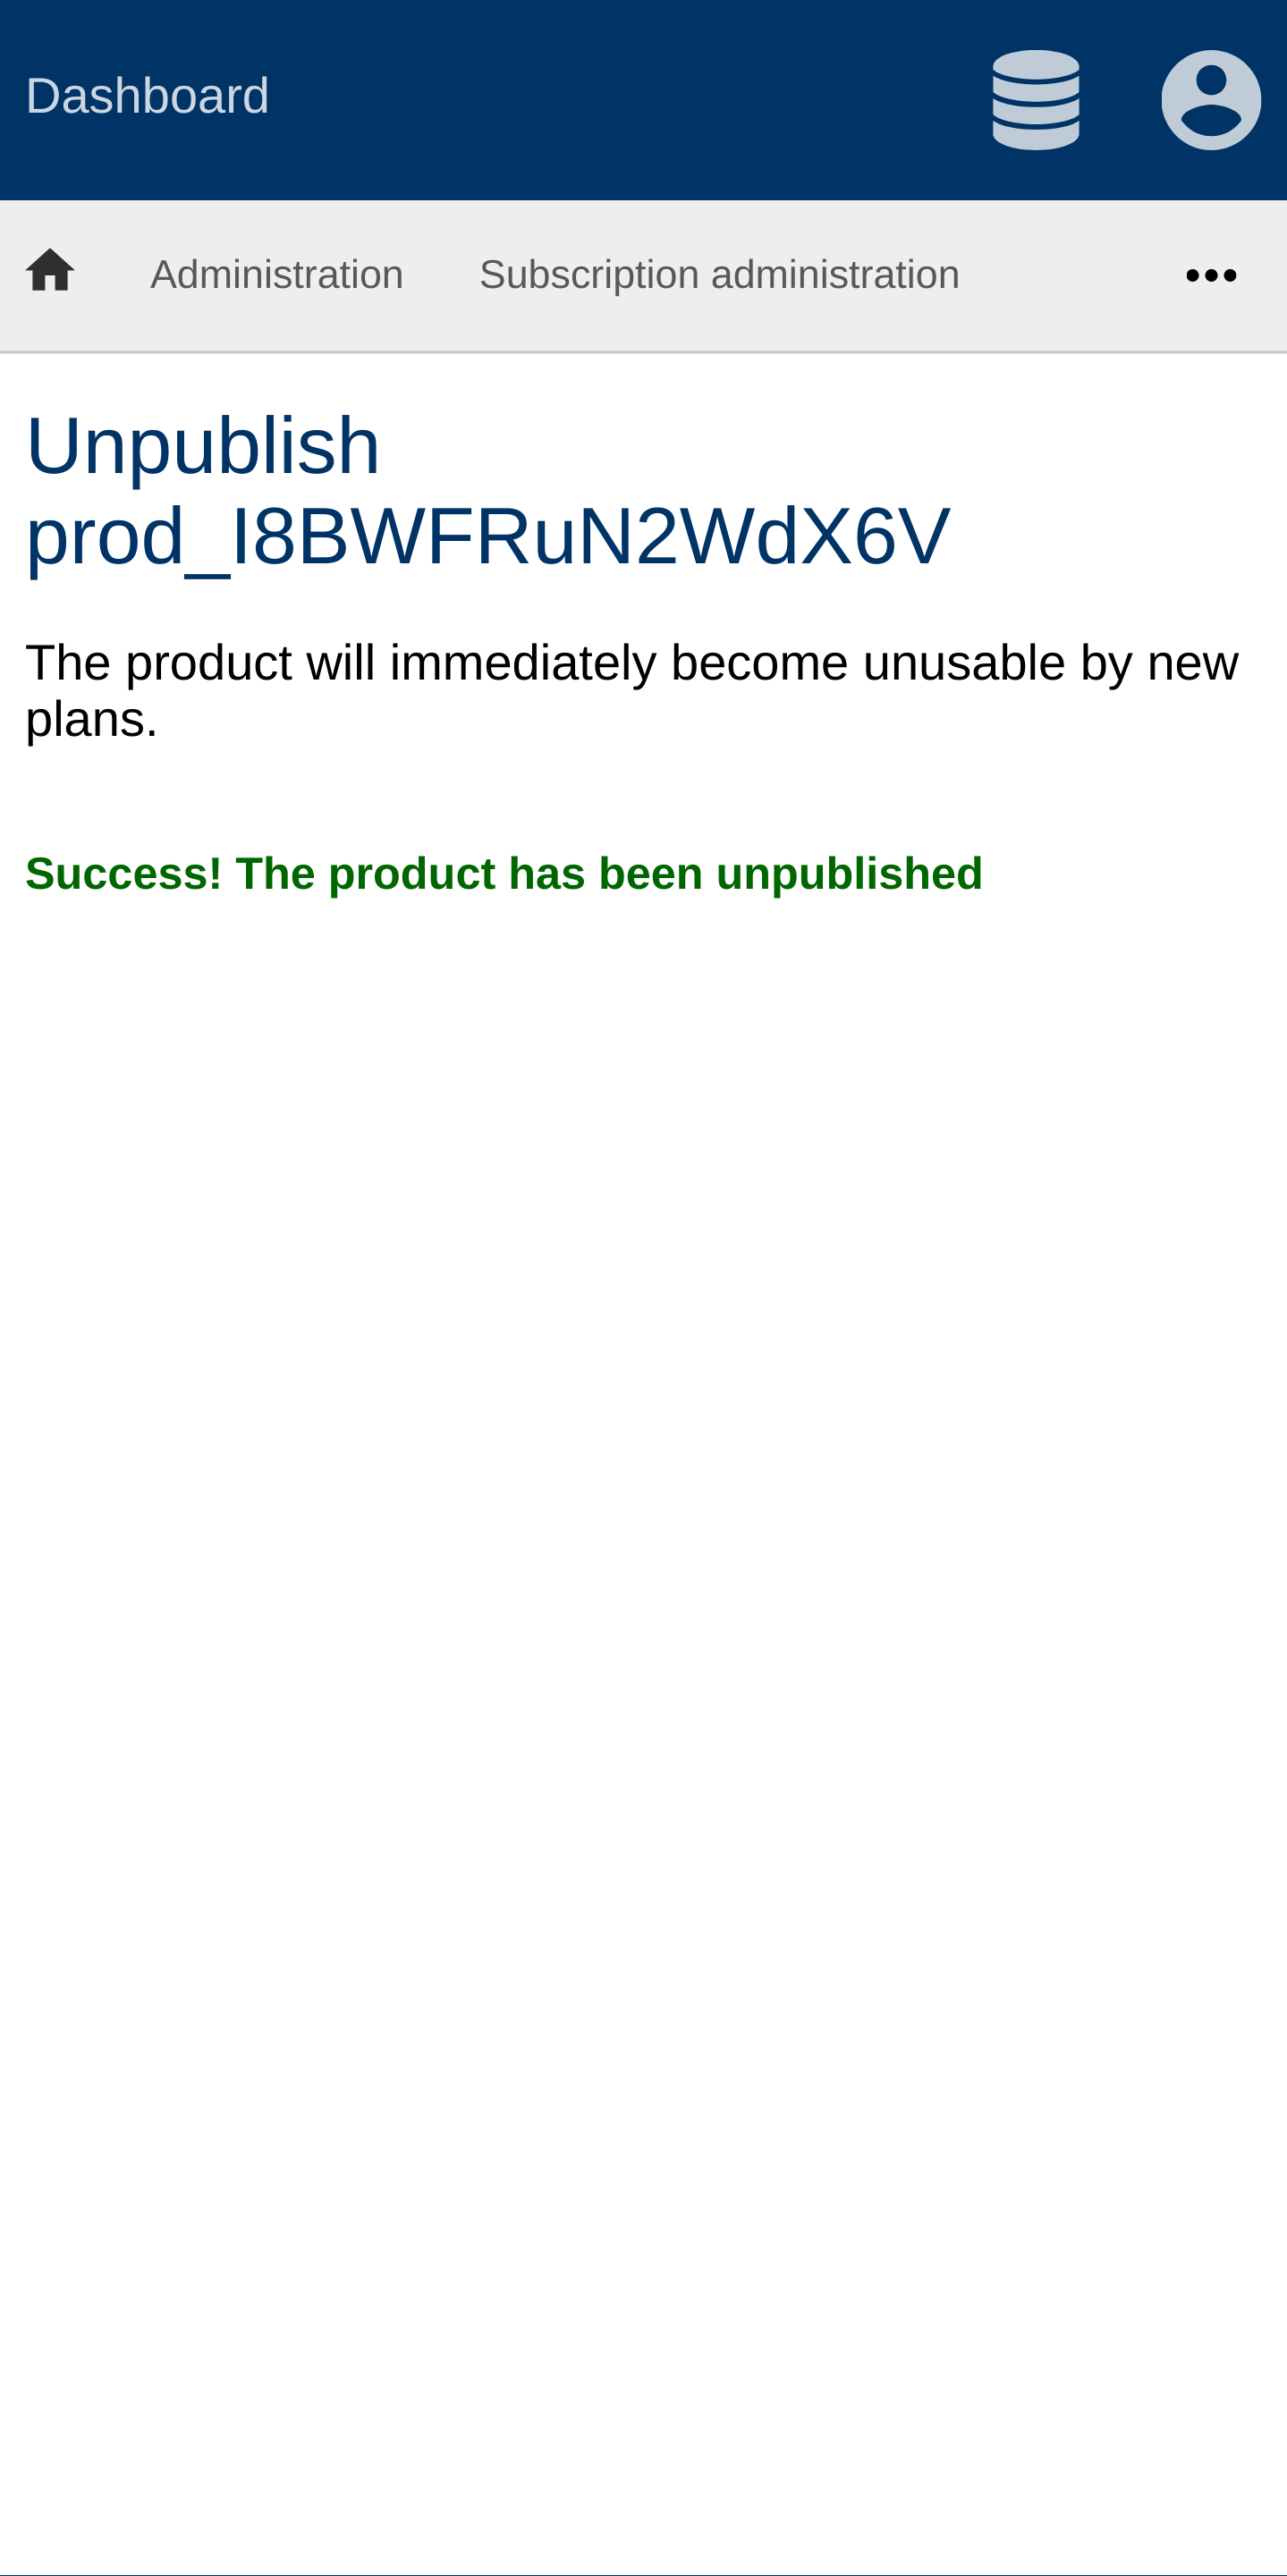 Dashboard
Administration Subscription administration
Unpublish
prod_I8BWFRuN2WdX6V
The product will immediately become unusable by new
plans.
Success! The product has been unpublished